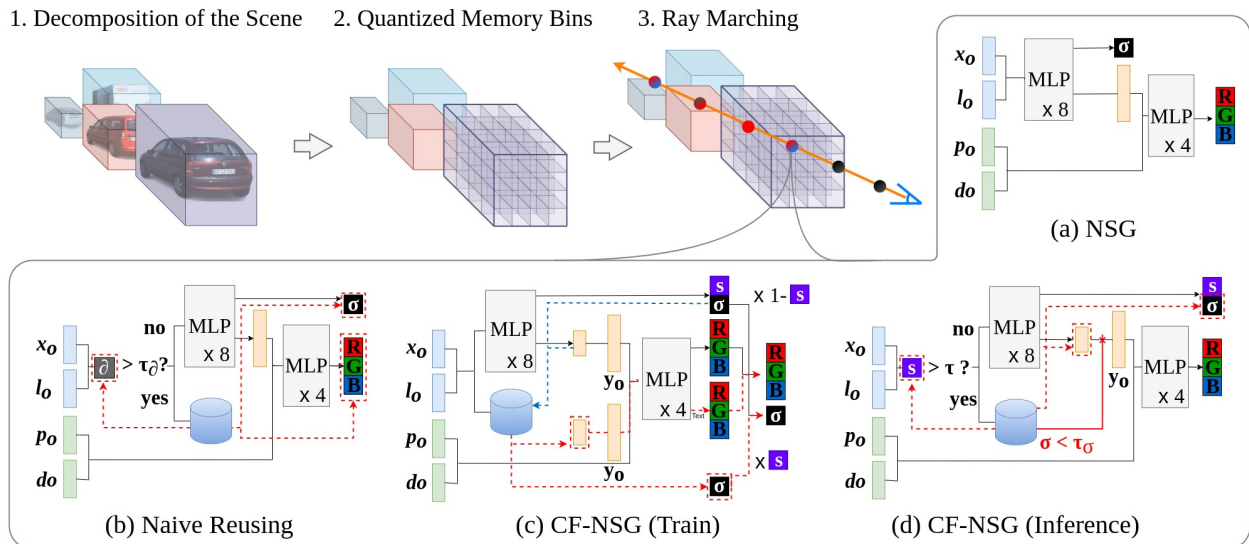 1. Decomposition of the Scene
2. Quantized Memory Bins
3. Ray Marching
xo
lo
po
do
MLP
x 8
σ
MLP
x 4
R
G
B
(a) NSG
xo
lo
po
do
∂ > τ∂?
no
yes
MLP
x 8
σ
MLP
x 4
R
G
B
(b) Naive Reusing
xo
lo
po
do
MLP
x 8
s
σ
x 1- s
yo
yo
MLP
x 4
Text
R
G
B
R
G
B
R
G
B
σ
x s
σ
(c) CF-NSG (Train)
xo
lo
po
do
s > τ ?
no
yes
MLP
x 8
s
σ
yo
MLP
x 4
R
G
B
σ < τσ
(d) CF-NSG (Inference)